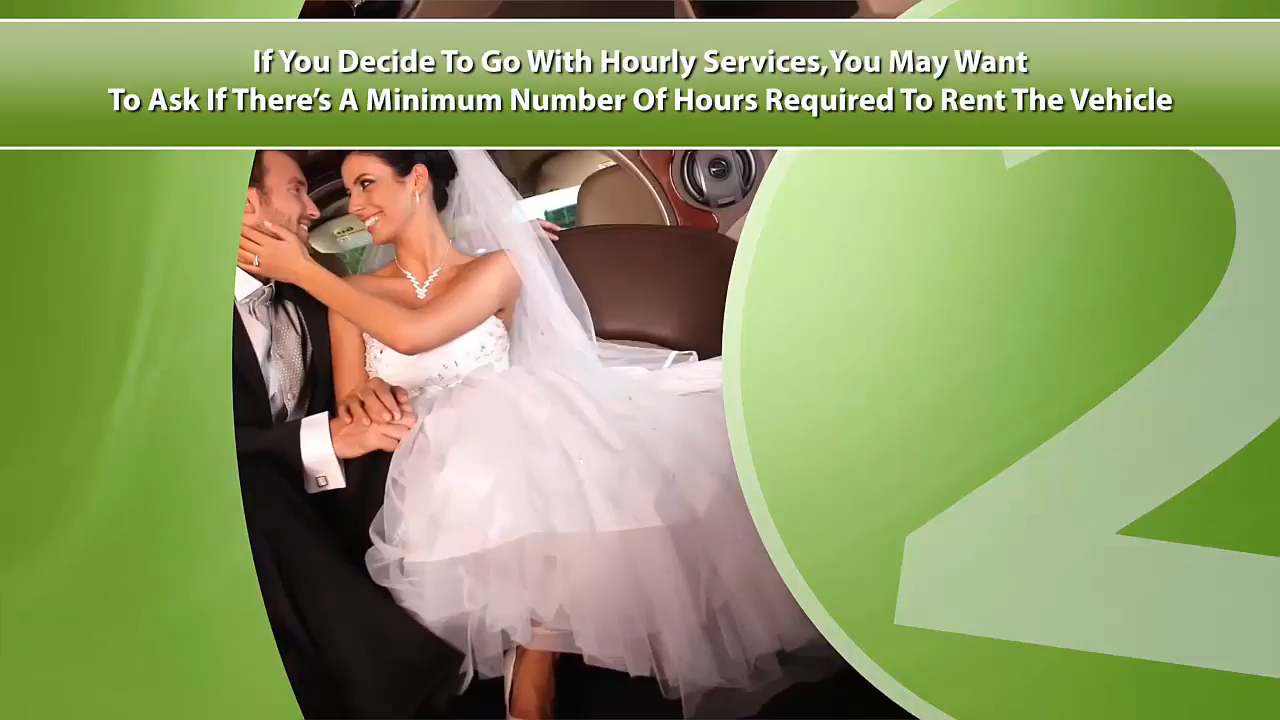 If You Decide To Go With Hourly Services,You May Want
To Ask If There’s A Minimum Number Of Hours Required To Rent The Vehicle
2